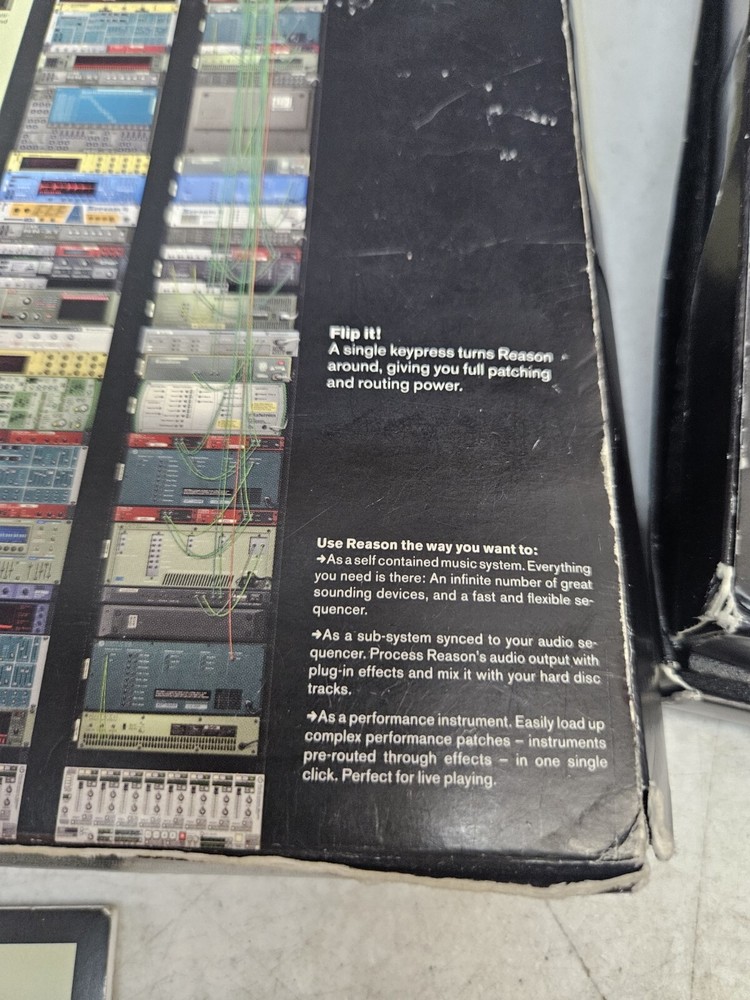 Flip it!
A single keypress turns Reason
around, giving you full patching
and routing power.
Use Reason the way you want to:
➔As a self contained music system. Everything
you need is there: An infinite number of great
sounding devices, and a fast and flexible se-
quencer.
➔As a sub-system synced to your audio se-
quencer. Process Reason's audio output with
plug-in effects and mix it with your hard disc
tracks.
➔As a performance instrument. Easily load up
complex performance patches – instruments
pre-routed through effects – in one single
click. Perfect for live playing.